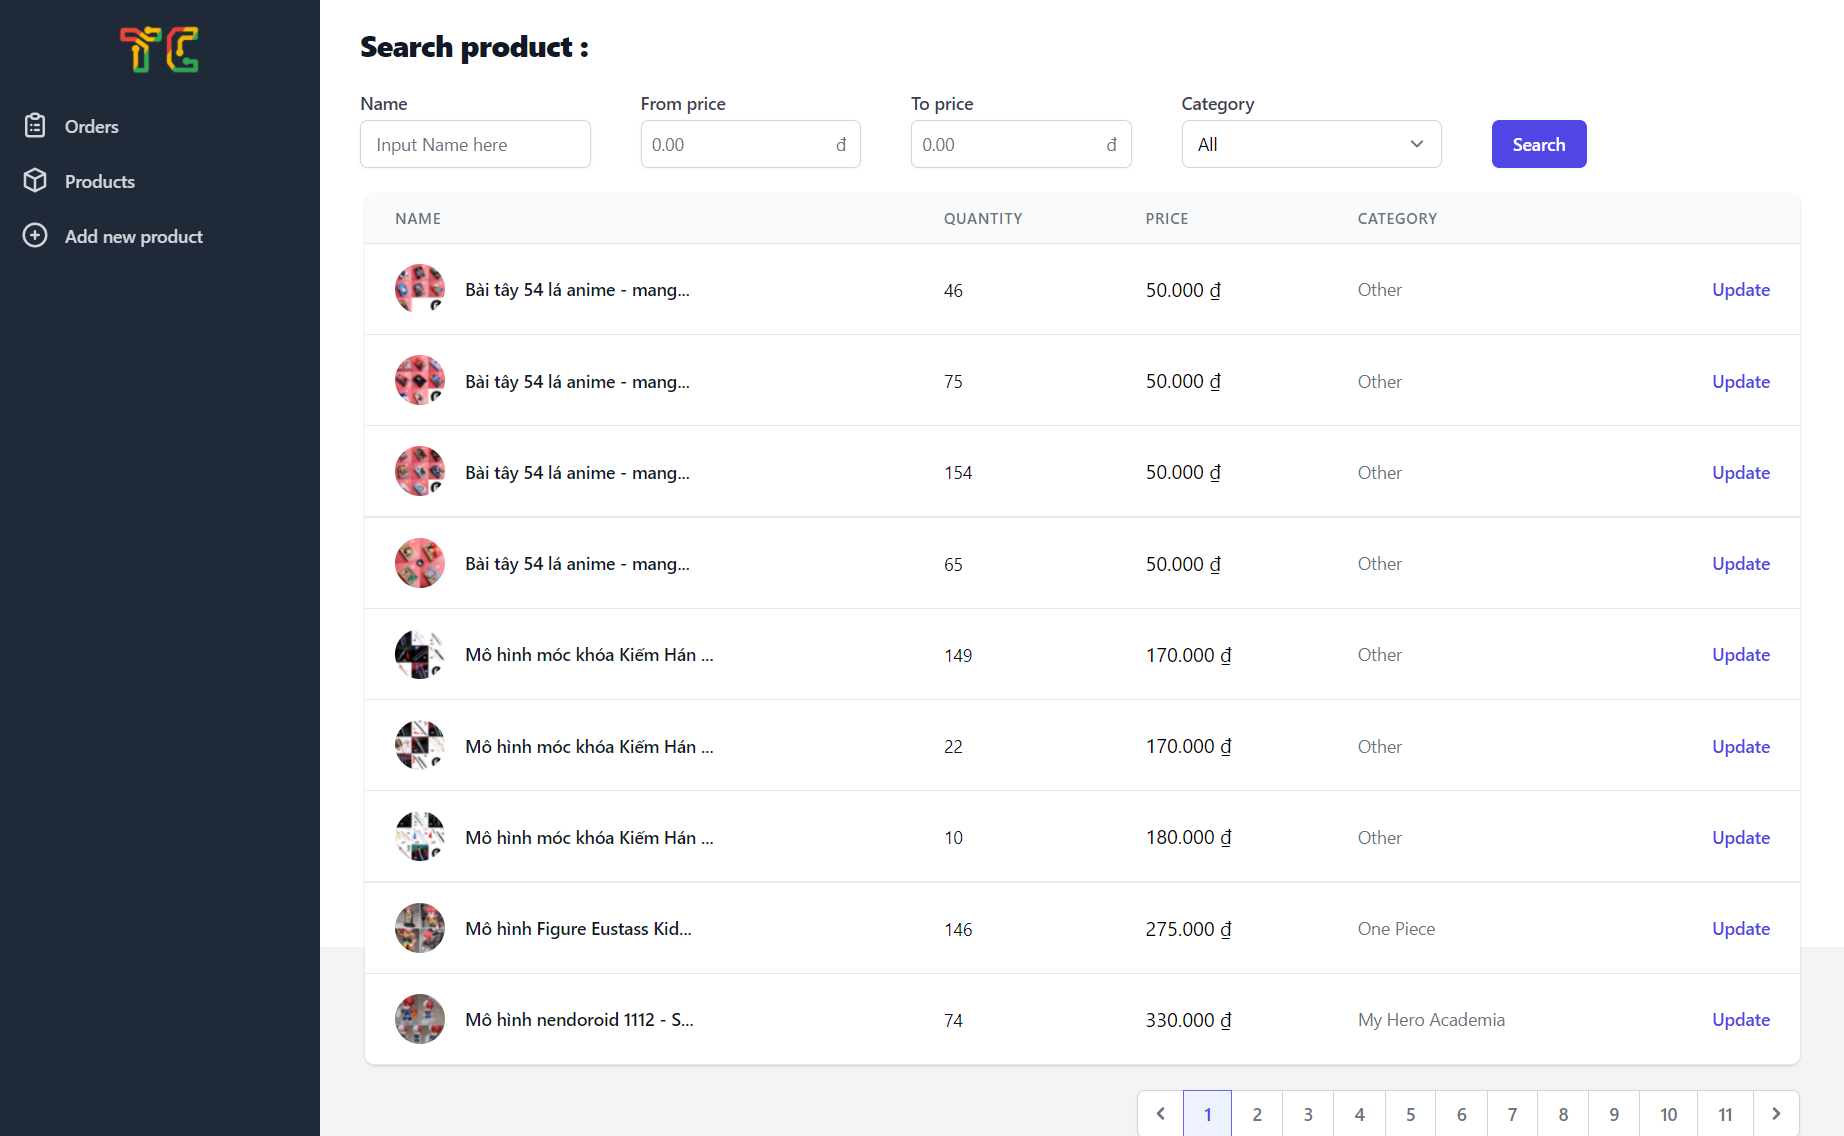 TC
Orders
Products
Add new product
Search product :
Name
From price
To price
Category
Input Name here
0.00 đ
0.00 đ
All
Search
NAME QUANTITY PRICE CATEGORY
Bài tây 54 lá anime - mang... 46 50.000 ₫ Other Update
Bài tây 54 lá anime - mang... 75 50.000 ₫ Other Update
Bài tây 54 lá anime - mang... 154 50.000 ₫ Other Update
Bài tây 54 lá anime - mang... 65 50.000 ₫ Other Update
Mô hình móc khóa Kiếm Hán ... 149 170.000 ₫ Other Update
Mô hình móc khóa Kiếm Hán ... 22 170.000 ₫ Other Update
Mô hình móc khóa Kiếm Hán ... 10 180.000 ₫ Other Update
Mô hình Figure Eustass Kid... 146 275.000 ₫ One Piece Update
Mô hình nendoroid 1112 - S... 74 330.000 ₫ My Hero Academia Update
1 2 3 4 5 6 7 8 9 10 11